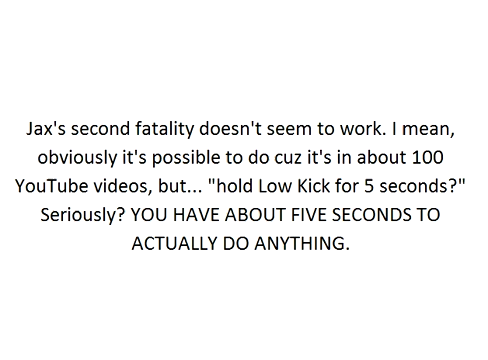 Jax's second fatality doesn't seem to work. I mean,
obviously it's possible to do cuz it's in about 100
YouTube videos, but... "hold Low Kick for 5 seconds?"
Seriously? YOU HAVE ABOUT FIVE SECONDS TO
ACTUALLY DO ANYTHING.